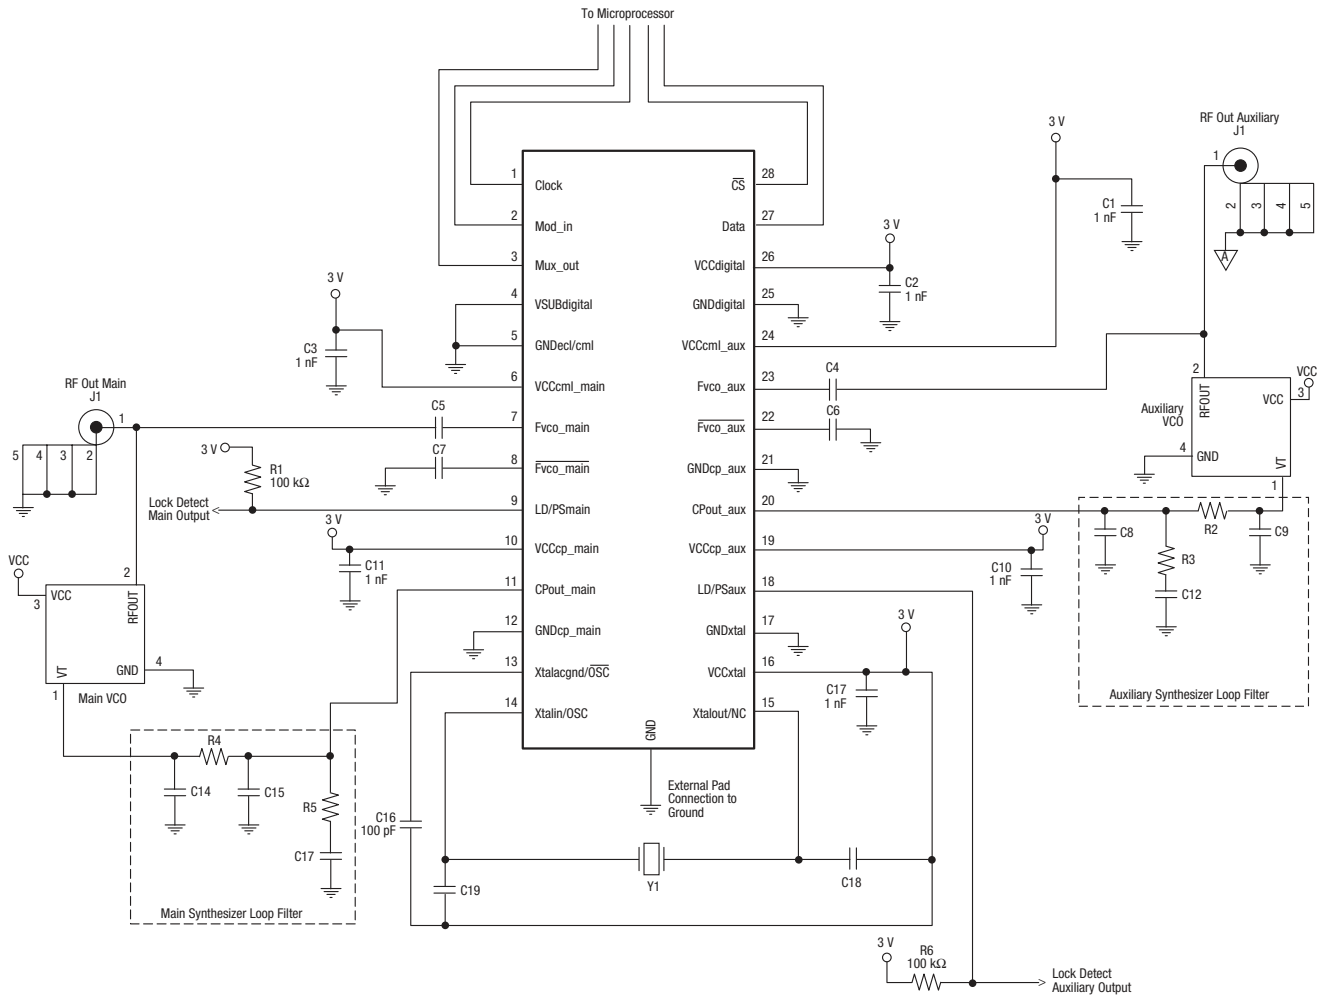 To Microprocessor
3 V
RF Out Auxiliary
J1
1
2
3
4
5
A
C1
1 nF
1
Clock
28
CS
2
Mod_in
27
Data
3
Mux_out
26
VCCdigital
3 V
C2
1 nF
4
VSUBdigital
25
GNDdigital
5
GNDecl/cml
24
VCCcml_aux
3 V
C3
1 nF
6
VCCcml_main
23
Fvco_aux
C4
7
Fvco_main
22
Fvco_aux
C6
8
Fvco_main
21
GNDcp_aux
9
LD/PSmain
20
CPout_aux
10
VCCcp_main
19
VCCcp_aux
11
CPout_main
18
LD/PSaux
12
GNDcp_main
17
GNDxtal
13
Xtalacgnd/OSC
16
VCCxtal
14
Xtalin/OSC
15
Xtalout/NC
GND
External Pad
Connection to
Ground
RF Out Main
J1
1
5
4
3
2
C5
C7
3 V
R1
100 kΩ
Lock Detect
Main Output
3 V
C11
1 nF
VCC
3
VCC
2
RFOUT
VT
GND
4
1
Main VCO
R4
C14
C15
R5
C17
Main Synthesizer Loop Filter
C16
100 pF
C19
Y1
C18
3 V
C17
1 nF
3 V
C10
1 nF
2
RFOUT
VCC
VCC
3
Auxiliary
VCO
4
GND
VT
1
C8
R2
C9
R3
C12
Auxiliary Synthesizer Loop Filter
3 V
R6
100 kΩ
Lock Detect
Auxiliary Output